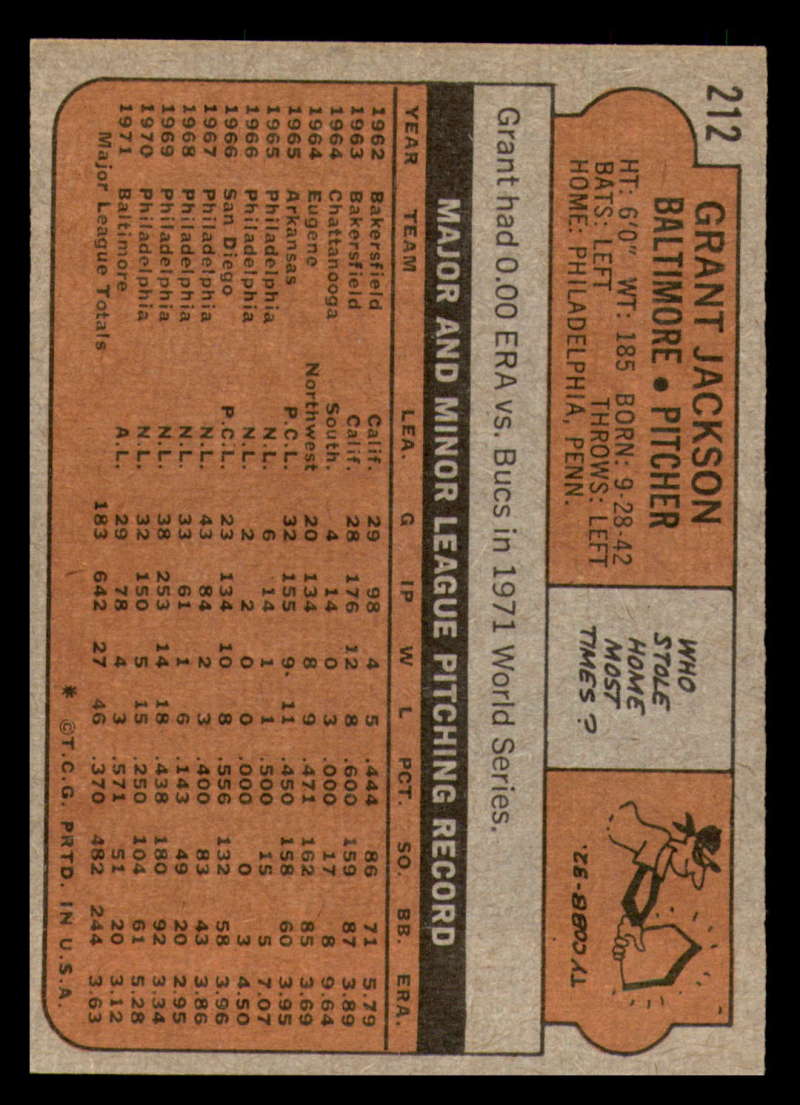 212
GRANT JACKSON
BALTIMORE • PITCHER
HT: 6'0" WT: 185 BORN: 9-28-42
BATS: LEFT THROWS: LEFT
HOME: PHILADELPHIA, PENN.
WHO
STOLE
HOME
MOST
TIMES?
TY COBB-32.
Grant had 0.00 ERA vs. Bucs in 1971 World Series.
MAJOR AND MINOR LEAGUE PITCHING RECORD
YEAR TEAM LEA. G IP W L PCT. SO. BB. ERA.
1962 Bakersfield Calif. 29 98 4 5 .444 86 71 5.79
1963 Bakersfield Calif. 28 176 12 8 .600 159 87 3.89
1964 Chattanooga South. 4 14 0 3 .000 17 8 9.64
1964 Eugene Northwest 20 134 8 9 .471 162 85 3.69
1965 Arkansas P.C.L. 32 155 9 11 .450 158 60 3.95
1965 Philadelphia N.L. 6 14 1 1 .500 15 5 7.07
1966 Philadelphia N.L. 2 2 0 0 .000 0 3 4.50
1966 San Diego P.C.L. 23 134 10 8 .556 132 58 3.96
1967 Philadelphia N.L. 43 84 2 3 .400 83 43 3.86
1968 Philadelphia N.L. 33 61 1 6 .143 49 20 2.95
1969 Philadelphia N.L. 38 253 14 18 .438 180 92 3.34
1970 Philadelphia N.L. 32 150 5 15 .250 104 61 5.28
1971 Baltimore A.L. 29 78 4 3 .571 51 20 3.12
Major League Totals 183 642 27 46 .370 482 244 3.63
* ©T.C.G. PRTD. IN U.S.A.